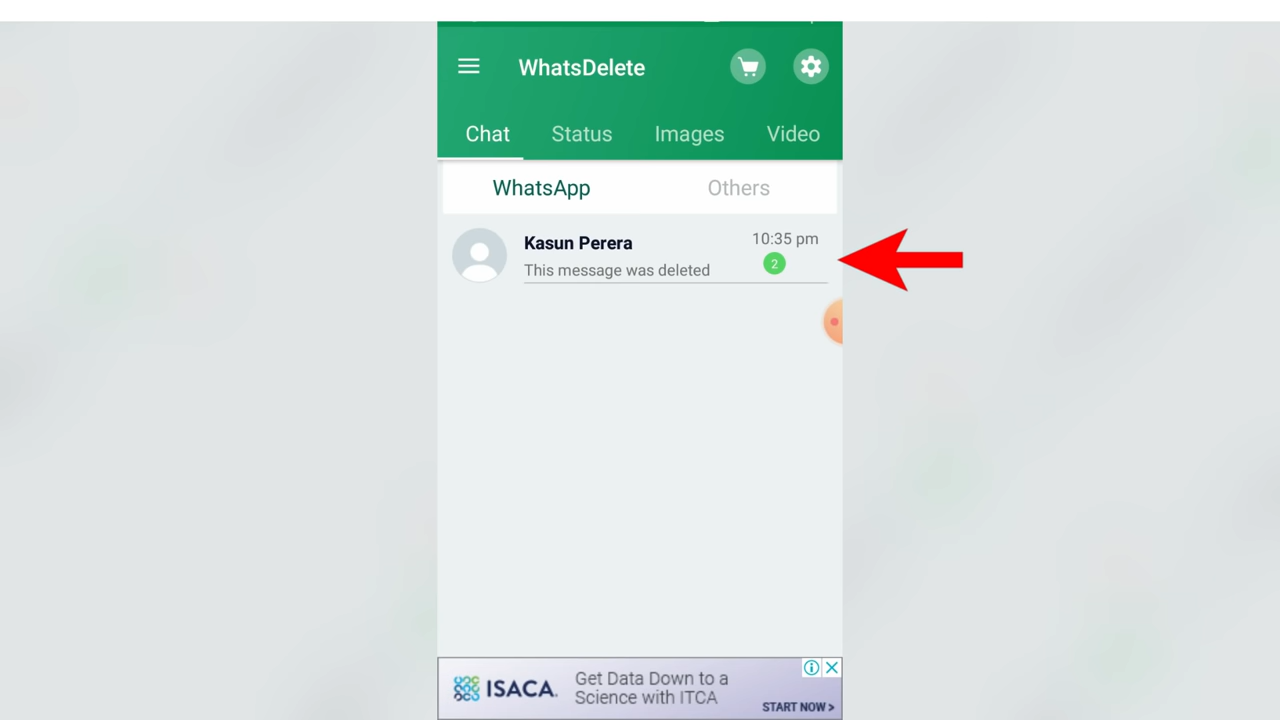 WhatsDelete
Chat Status Images Video
WhatsApp Others
Kasun Perera 10:35 pm
This message was deleted 2
ISACA. Get Data Down to a
Science with ITCA
START NOW >